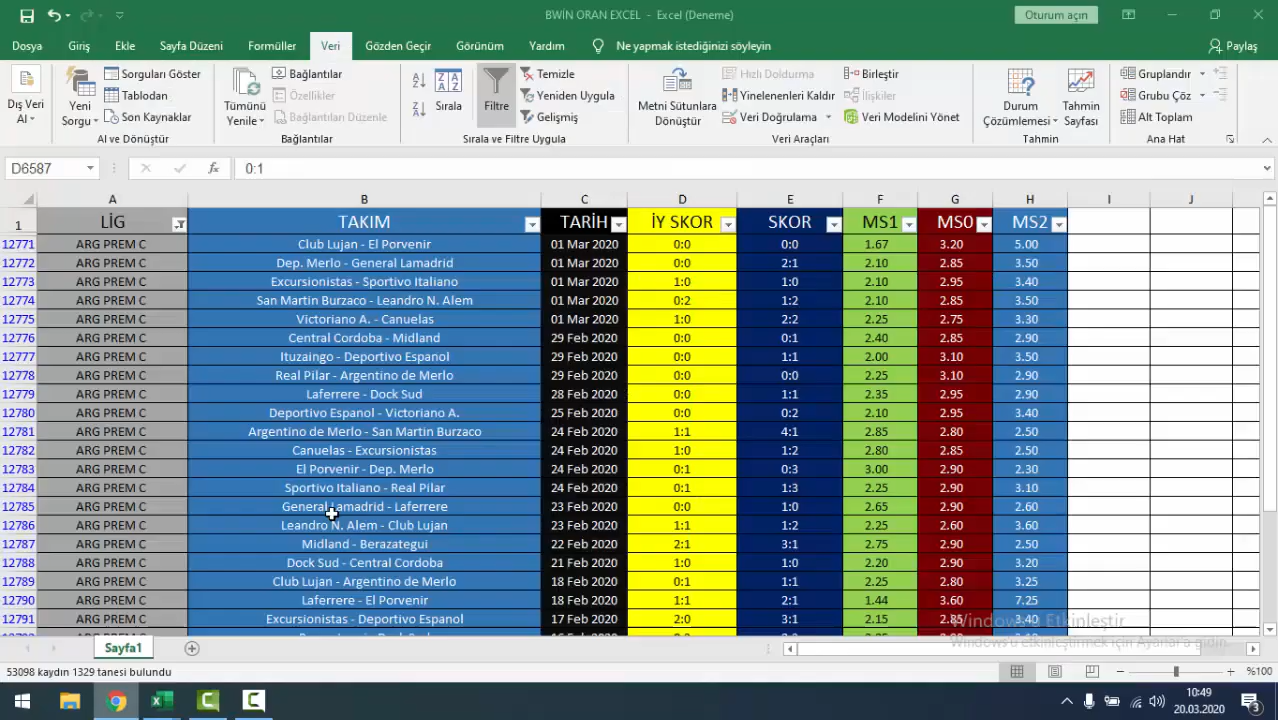 BWİN ORAN EXCEL - Excel (Deneme)
Oturum açın
Dosya Giriş Ekle Sayfa Düzeni Formüller Veri Gözden Geçir Görünüm Yardım Ne yapmak istediğinizi söyleyin Paylaş
Dış Veri Al
Yeni Sorgu
Sorguları Göster
Tablodan
Son Kaynaklar
Al ve Dönüştür
Tümünü Yenile
Bağlantılar
Özellikler
Bağlantıları Düzenle
Bağlantılar
Sırala
Filtre
Temizle
Yeniden Uygula
Gelişmiş
Sırala ve Filtre Uygula
Metni Sütunlara Dönüştür
Hızlı Doldurma
Yinelenenleri Kaldır
Veri Doğrulama
Birleştir
İlişkiler
Veri Modelini Yönet
Veri Araçları
Durum Çözümlemesi
Tahmin Sayfası
Tahmin
Gruplandır
Grubu Çöz
Alt Toplam
Ana Hat
D6587 fx 0:1
A B C D E F G H I J
1 LİG TAKIM TARİH İY SKOR SKOR MS1 MS0 MS2
12771 ARG PREM C Club Lujan - El Porvenir 01 Mar 2020 0:0 0:0 1.67 3.20 5.00
12772 ARG PREM C Dep. Merlo - General Lamadrid 01 Mar 2020 0:0 2:1 2.10 2.85 3.50
12773 ARG PREM C Excursionistas - Sportivo Italiano 01 Mar 2020 1:0 1:0 2.10 2.95 3.40
12774 ARG PREM C San Martin Burzaco - Leandro N. Alem 01 Mar 2020 0:2 1:2 2.10 2.85 3.50
12775 ARG PREM C Victoriano A. - Canuelas 01 Mar 2020 1:0 2:2 2.25 2.75 3.30
12776 ARG PREM C Central Cordoba - Midland 29 Feb 2020 0:0 0:1 2.40 2.85 2.90
12777 ARG PREM C Ituzaingo - Deportivo Espanol 29 Feb 2020 0:0 1:1 2.00 3.10 3.50
12778 ARG PREM C Real Pilar - Argentino de Merlo 29 Feb 2020 0:0 0:0 2.25 3.10 2.90
12779 ARG PREM C Laferrere - Dock Sud 28 Feb 2020 0:0 1:1 2.35 2.95 2.90
12780 ARG PREM C Deportivo Espanol - Victoriano A. 25 Feb 2020 0:0 0:2 2.10 2.95 3.40
12781 ARG PREM C Argentino de Merlo - San Martin Burzaco 24 Feb 2020 1:1 4:1 2.85 2.80 2.50
12782 ARG PREM C Canuelas - Excursionistas 24 Feb 2020 1:0 1:2 2.80 2.85 2.50
12783 ARG PREM C El Porvenir - Dep. Merlo 24 Feb 2020 0:1 0:3 3.00 2.90 2.30
12784 ARG PREM C Sportivo Italiano - Real Pilar 24 Feb 2020 0:1 1:3 2.25 2.90 3.10
12785 ARG PREM C General Lamadrid - Laferrere 23 Feb 2020 0:0 1:0 2.65 2.90 2.60
12786 ARG PREM C Leandro N. Alem - Club Lujan 23 Feb 2020 1:1 1:2 2.25 2.60 3.60
12787 ARG PREM C Midland - Berazategui 22 Feb 2020 2:1 3:1 2.75 2.90 2.50
12788 ARG PREM C Dock Sud - Central Cordoba 21 Feb 2020 1:0 1:0 2.20 2.90 3.20
12789 ARG PREM C Club Lujan - Argentino de Merlo 18 Feb 2020 0:1 1:1 2.25 2.80 3.25
12790 ARG PREM C Laferrere - El Porvenir 18 Feb 2020 1:1 2:1 1.44 3.60 7.25
12791 ARG PREM C Excursionistas - Deportivo Espanol 17 Feb 2020 2:0 3:1 2.15 2.85 3.40
Windows'u Etkinleştir
Windows'u etkinleştirmek için Ayarlar'a gidin.
Sayfa1
53098 kaydın 1329 tanesi bulundu %100
10:49
20.03.2020
3